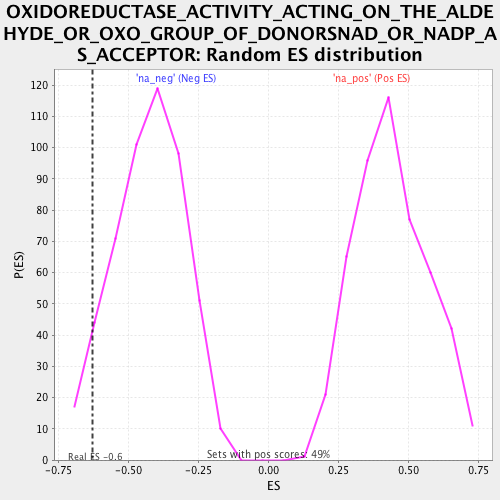 OXIDOREDUCTASE_ACTIVITY_ACTING_ON_THE_ALDE
HYDE_OR_OXO_GROUP_OF_DONORSNAD_OR_NADP_A
S_ACCEPTOR: Random ES distribution
'na_neg' (Neg ES)
'na_pos' (Pos ES)
120
110
100
90
80
70
60
50
40
30
20
10
0
P(ES)
Real ES -0.6
Sets with pos scores: 49%
-0.75
-0.50
-0.25
0.00
0.25
0.50
0.75
ES